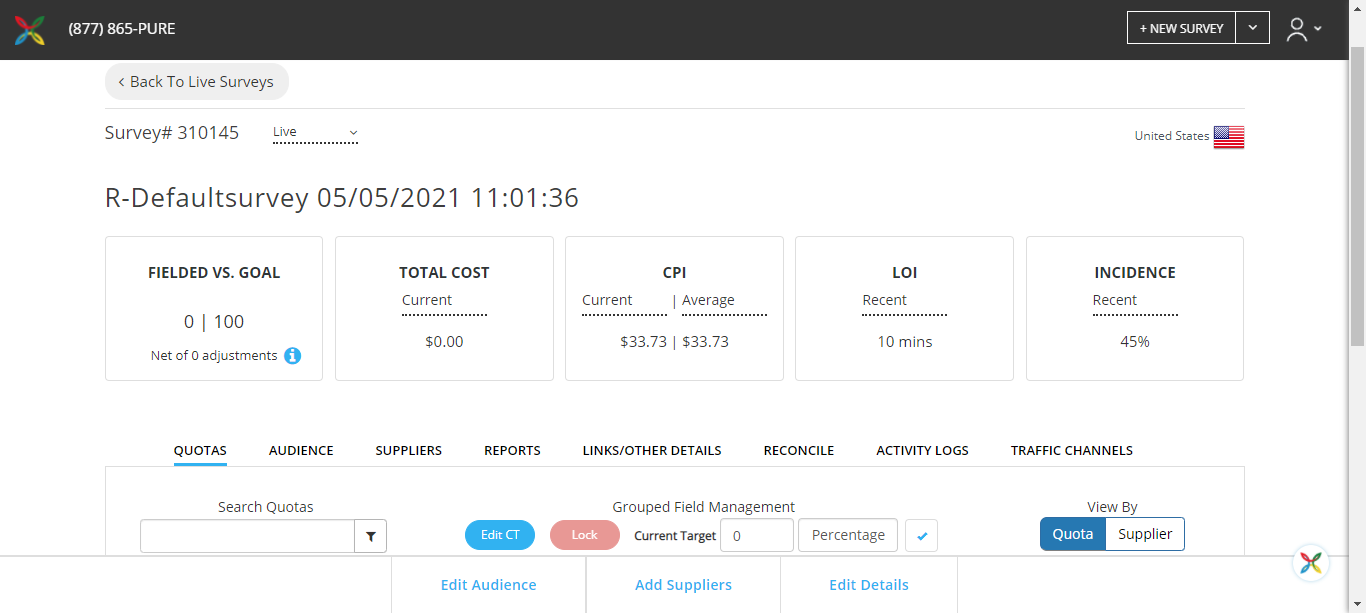 (877) 865-PURE
+ NEW SURVEY
Back To Live Surveys
Survey# 310145
Live
United States
R-Defaultsurvey 05/05/2021 11:01:36
FIELDED VS. GOAL
0 | 100
Net of 0 adjustments
TOTAL COST
Current
$0.00
CPI
Current | Average
$33.73 | $33.73
LOI
Recent
10 mins
INCIDENCE
Recent
45%
QUOTAS AUDIENCE SUPPLIERS REPORTS LINKS/OTHER DETAILS RECONCILE ACTIVITY LOGS TRAFFIC CHANNELS
Search Quotas
Grouped Field Management
Edit CT Lock Current Target 0 Percentage
View By
Quota Supplier
Edit Audience Add Suppliers Edit Details